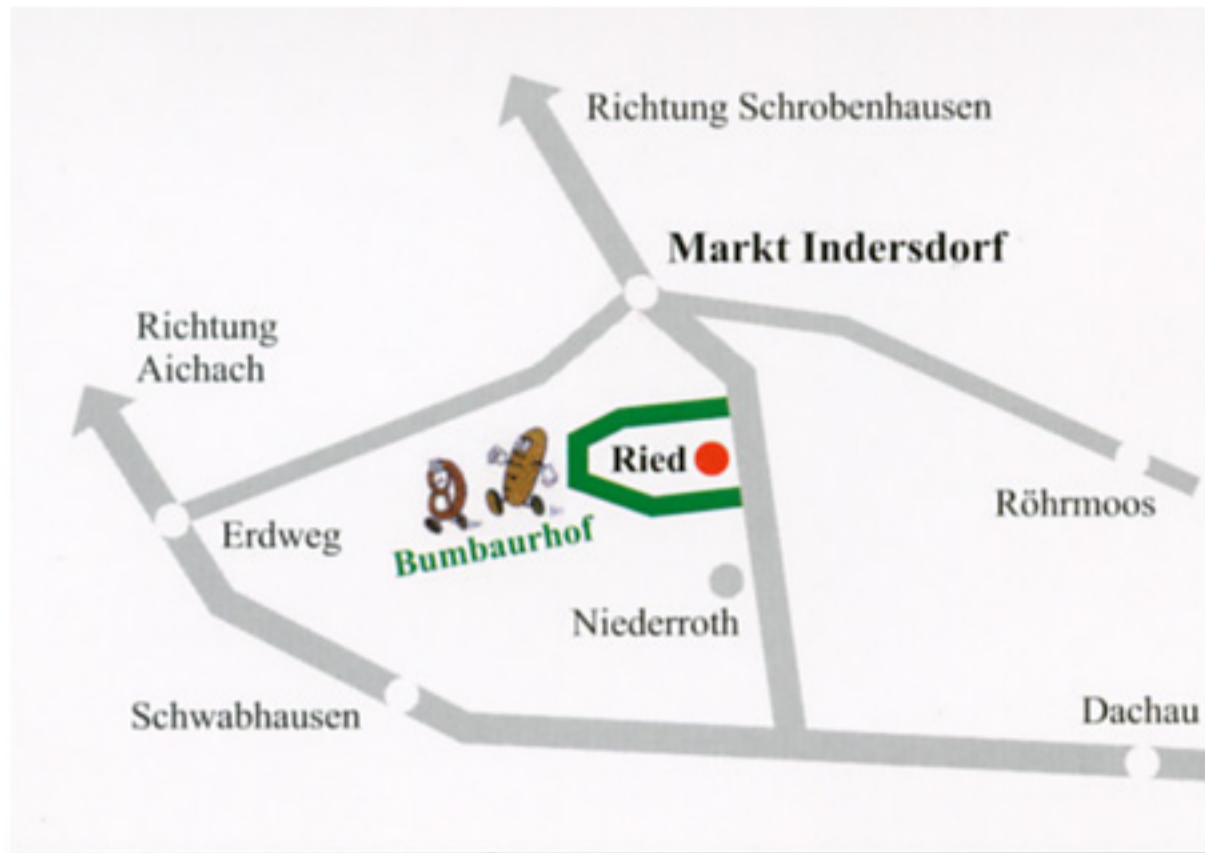 Richtung Schrobenhausen
Markt Indersdorf
Richtung
Aichach
Ried
Röhrmoos
Erdweg
Bumbaurhof
Niederroth
Schwabhausen
Dachau